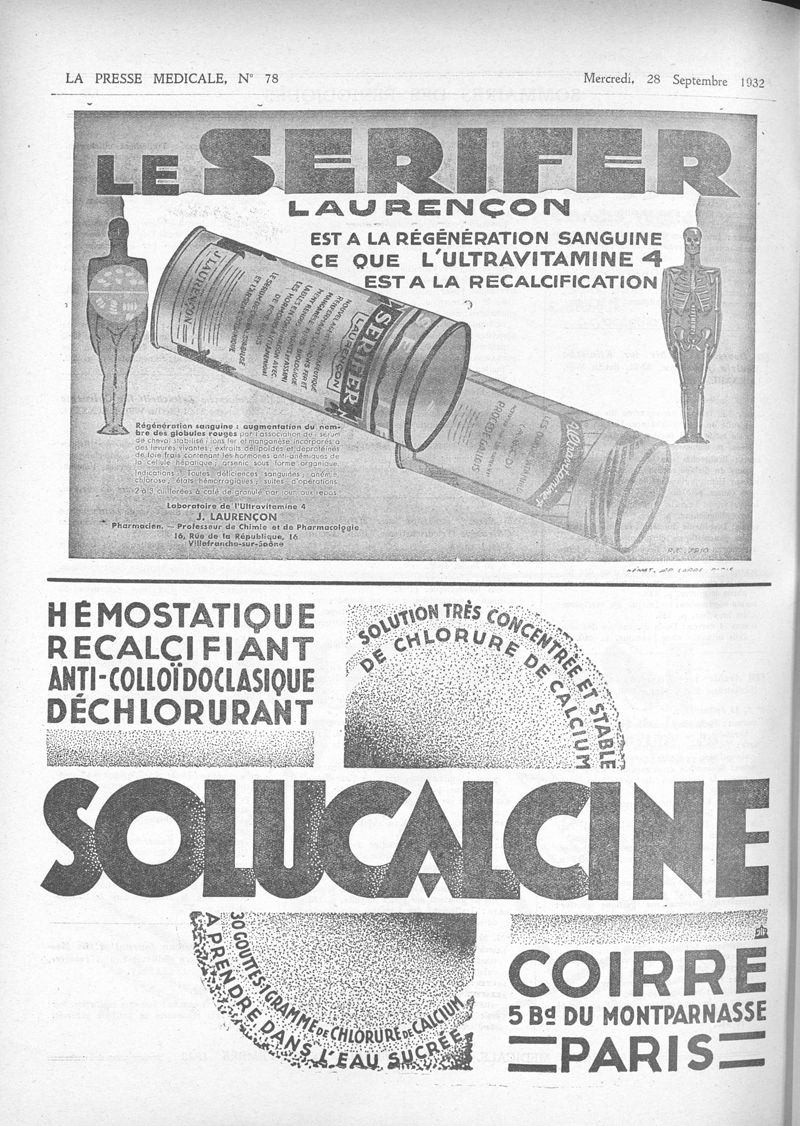 LA PRESSE MEDICALE, N° 78
Mercredi, 28 Septembre 1932
LE SERIFER
LAURENÇON
EST A LA RÉGÉNÉRATION SANGUINE
CE QUE L'ULTRAVITAMINE 4
EST A LA RECALCIFICATION
J. LAURENÇON
SERIFER
LAURENÇON
Régénération sanguine : augmentation du nom-
bre des globules rouges par l'association de : sérum
de cheval stabilisé ; ions fer et manganèse incorporés à
des levures vivantes ; extraits délipoïdés et déprotéinés
de foie frais contenant les hormones anti-anémiques de
la cellule hépatique ; arsenic sous forme organique.
Indications : Toutes déficiences sanguines ; anémie,
chlorose, états hémorragiques ; suites d'opérations.
2 à 3 cuillerées à café de granulé par jour aux repas.
Laboratoire de l'Ultravitamine 4
J. LAURENÇON
Pharmacien. — Professeur de Chimie et de Pharmacologie
16, Rue de la République, 16
Villefranche-sur-Saône
HÉMOSTATIQUE
RECALCIFIANT
ANTI-COLLOÏDOCLASIQUE
DÉCHLORURANT
SOLUTION TRÈS CONCENTRÉE ET STABLE
DE CHLORURE DE CALCIUM
SOLUCALCINE
30 GOUTTES : 1 GRAMME DE CHLORURE DE CALCIUM
A PRENDRE DANS L'EAU SUCRÉE
COIRRE
5 Bd DU MONTPARNASSE
PARIS